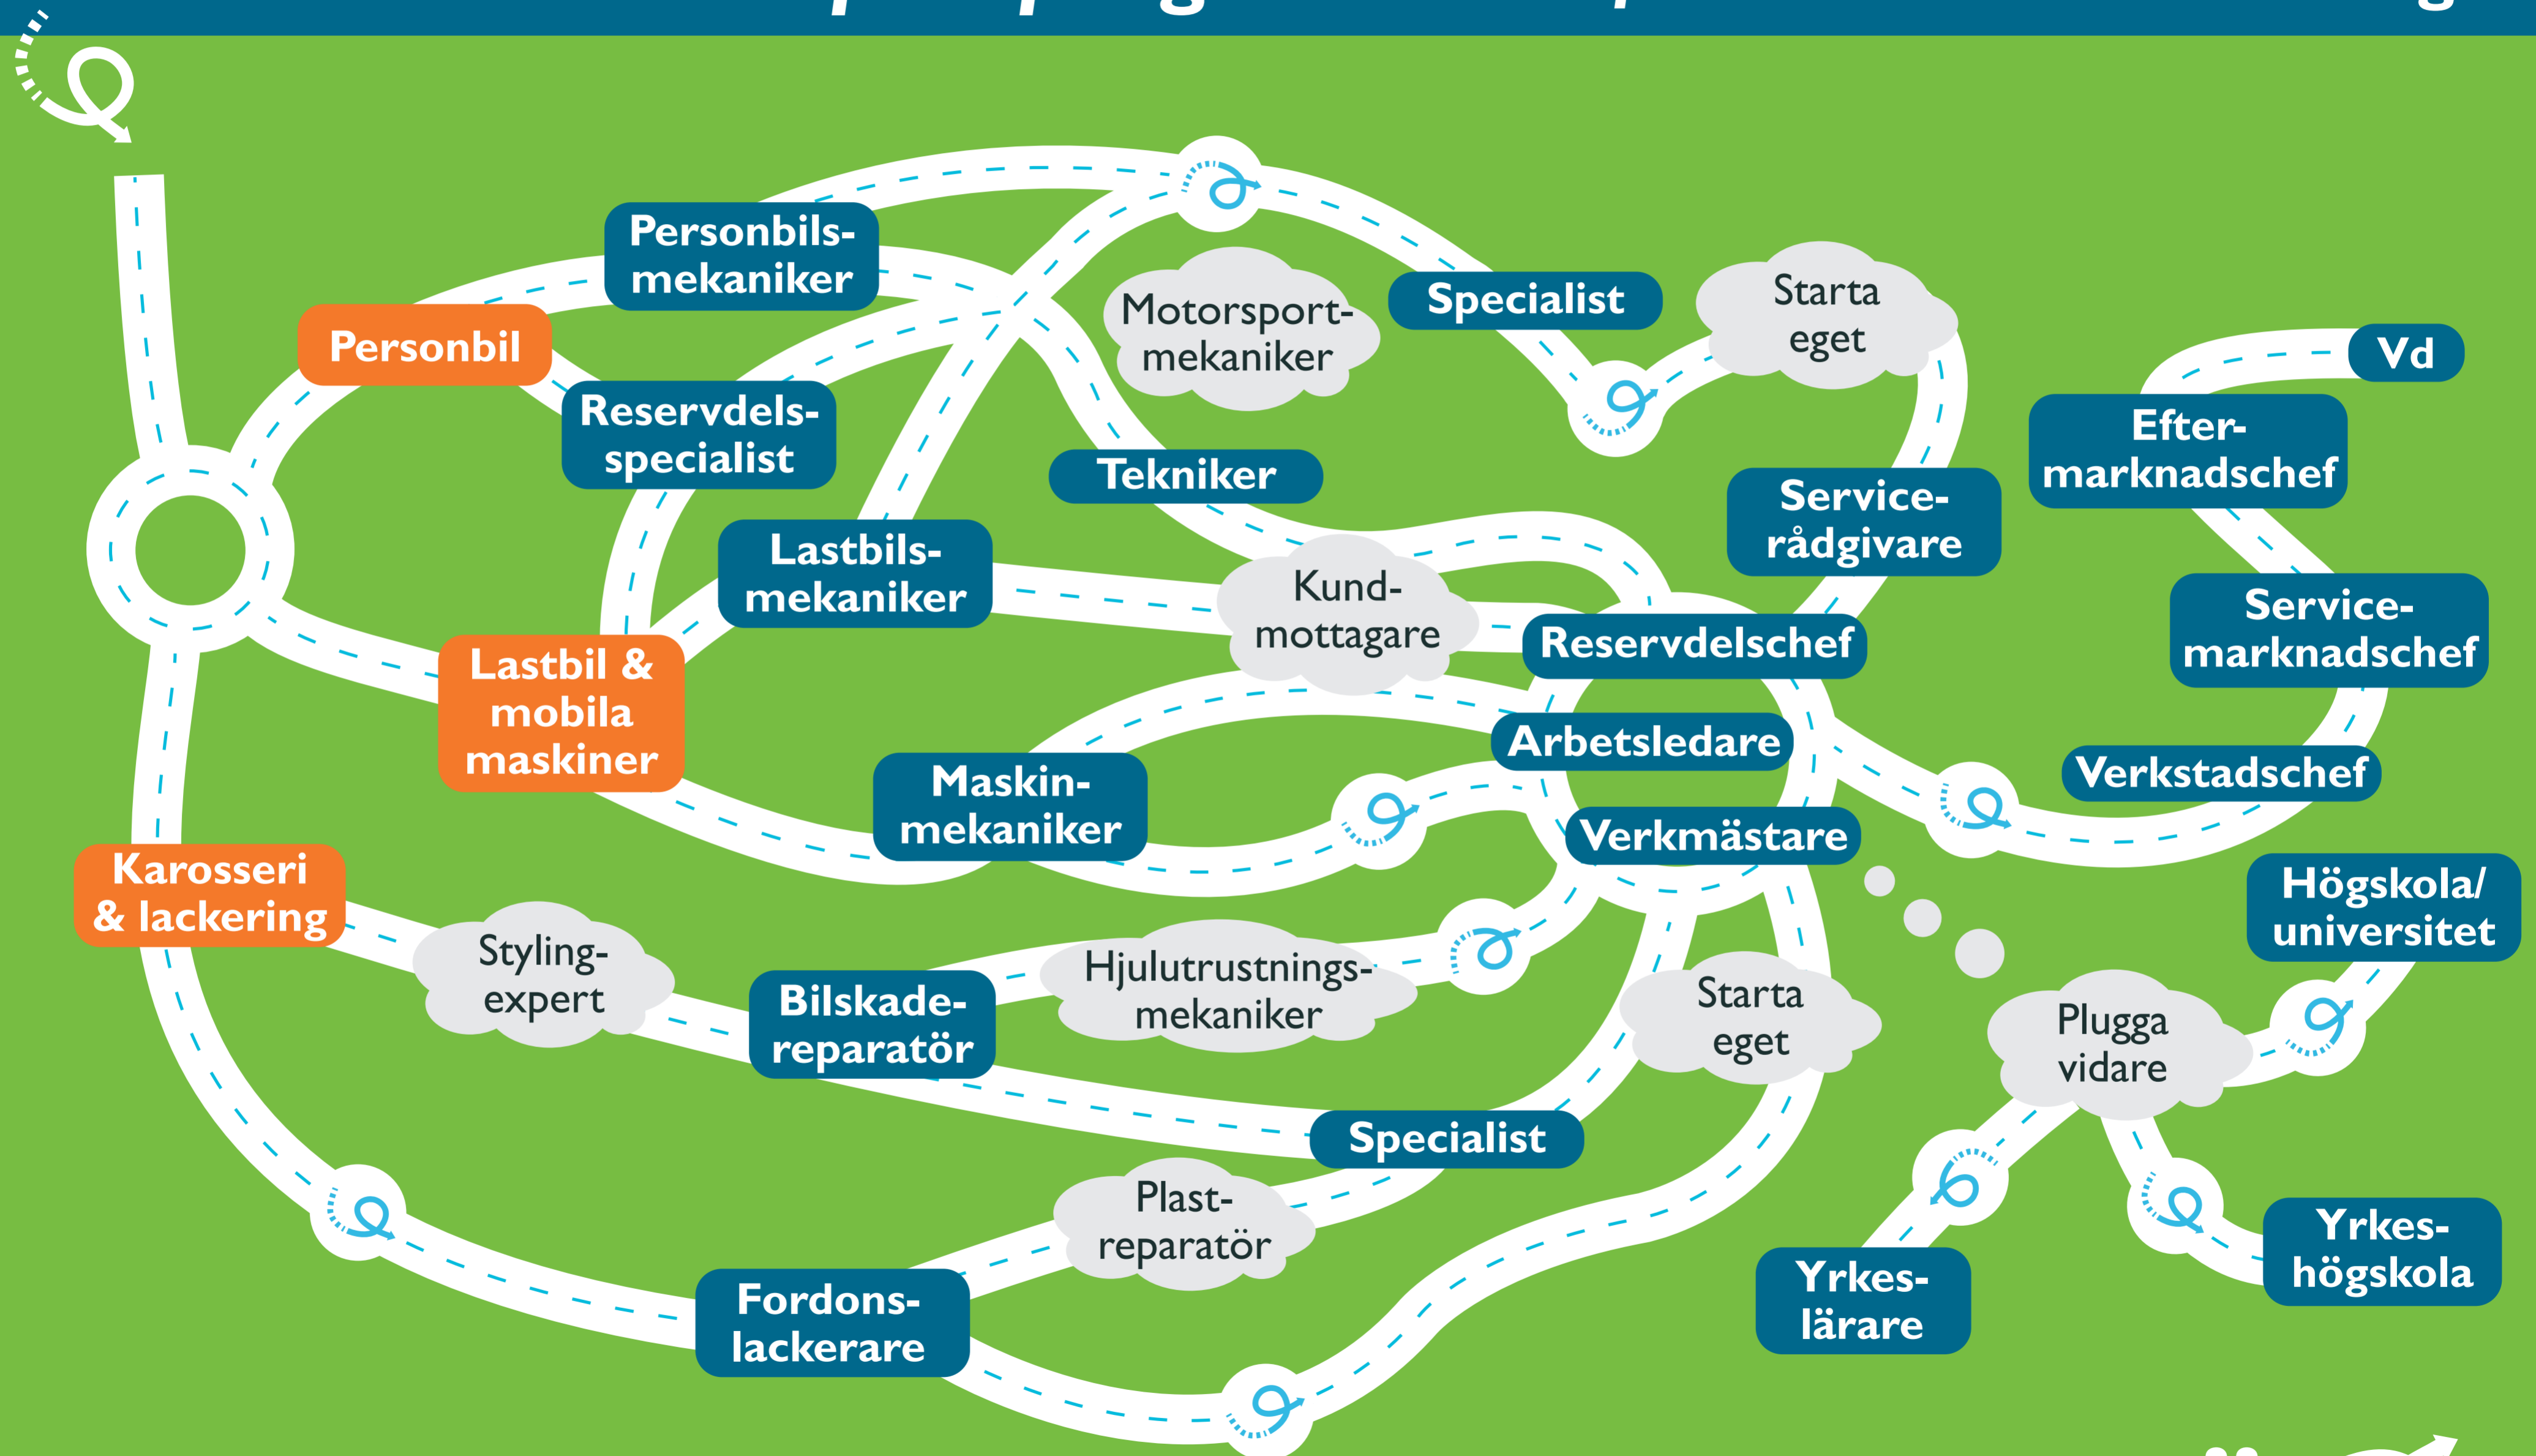 Personbils-
mekaniker
Personbil
Reservdels-
specialist
Motorsport-
mekaniker
Specialist
Starta
eget
Vd
Efter-
marknadschef
Tekniker
Service-
rådgivare
Lastbils-
mekaniker
Kund-
mottagare
Service-
marknadschef
Reservdelschef
Lastbil &
mobila
maskiner
Arbetsledare
Verkstadschef
Maskin-
mekaniker
Verkmästare
Karosseri
& lackering
Högskola/
universitet
Styling-
expert
Hjulutrustnings-
mekaniker
Bilskade-
reparatör
Starta
eget
Plugga
vidare
Specialist
Plast-
reparatör
Yrkes-
högskola
Yrkes-
lärare
Fordons-
lackerare